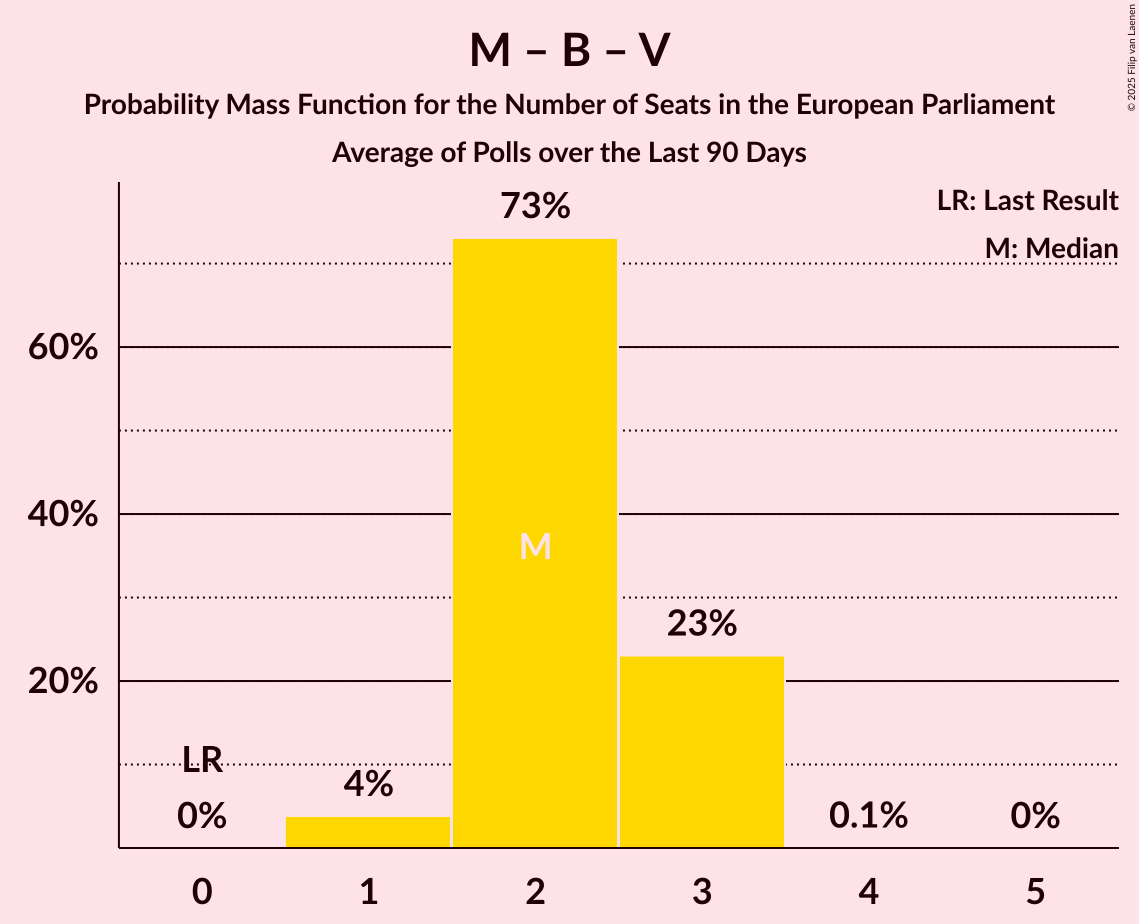 M – B – V
Probability Mass Function for the Number of Seats in the European Parliament
Average of Polls over the Last 90 Days
© 2025 Filip van Laenen
LR: Last Result
M: Median
73%
60%
40%
M
23%
20%
LR
4%
0%
0.1%
0%
0 1 2 3 4 5